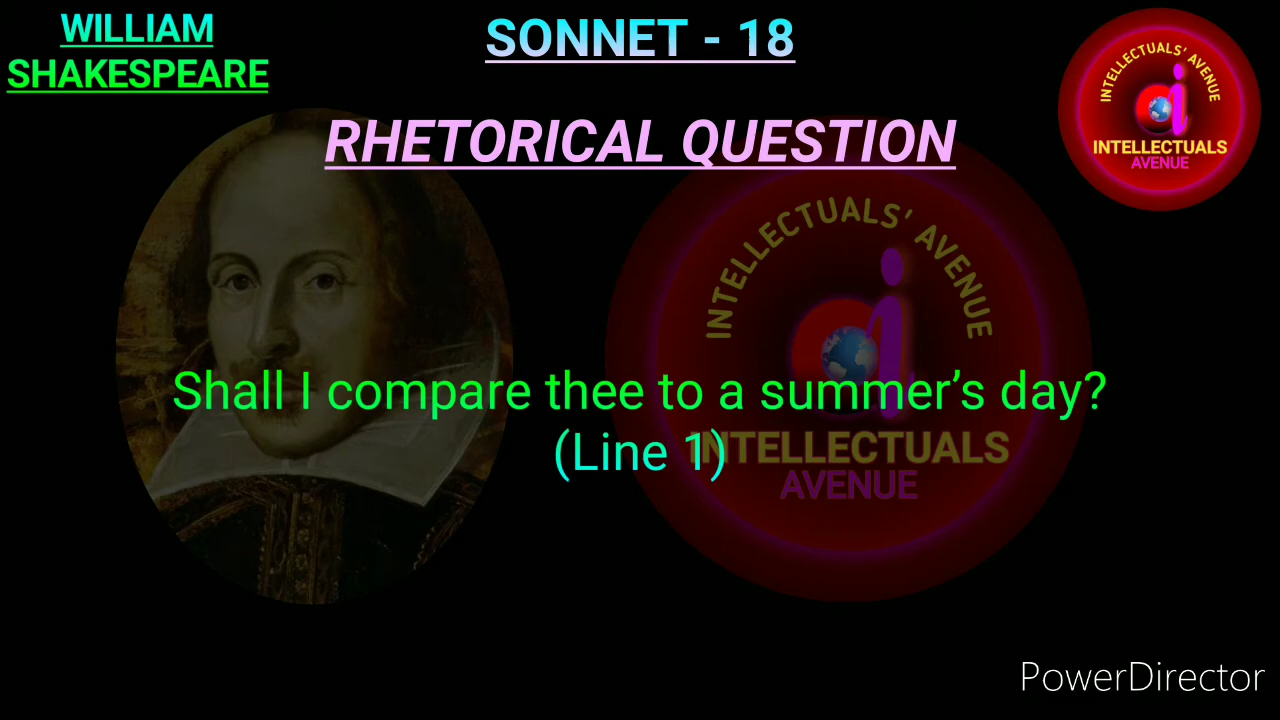 WILLIAM
SHAKESPEARE
SONNET - 18
INTELLECTUALS' AVENUE
INTELLECTUALS
AVENUE
RHETORICAL QUESTION
INTELLECTUALS' AVENUE
Shall I compare thee to a summer’s day?
(Line 1)
INTELLECTUALS
AVENUE
PowerDirector